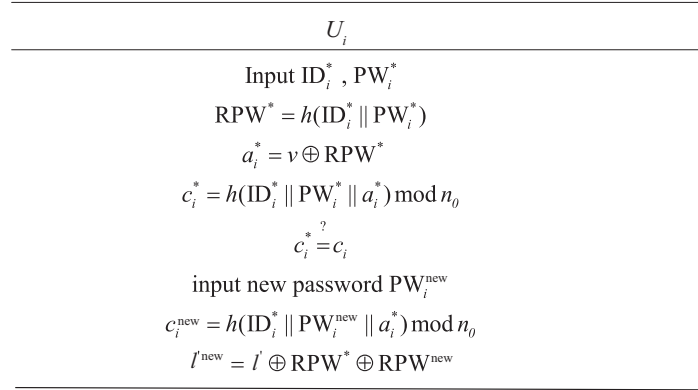 U_i
Input ID_i^* , PW_i^*
RPW^* = h(ID_i^* || PW_i^*)
a_i^* = v ⊕ RPW^*
c_i^* = h(ID_i^* || PW_i^* || a_i^*) mod n_0
c_i^* =^? c_i
input new password PW_i^new
c_i^new = h(ID_i^* || PW_i^new || a_i^*) mod n_0
l'^new = l' ⊕ RPW^* ⊕ RPW^new